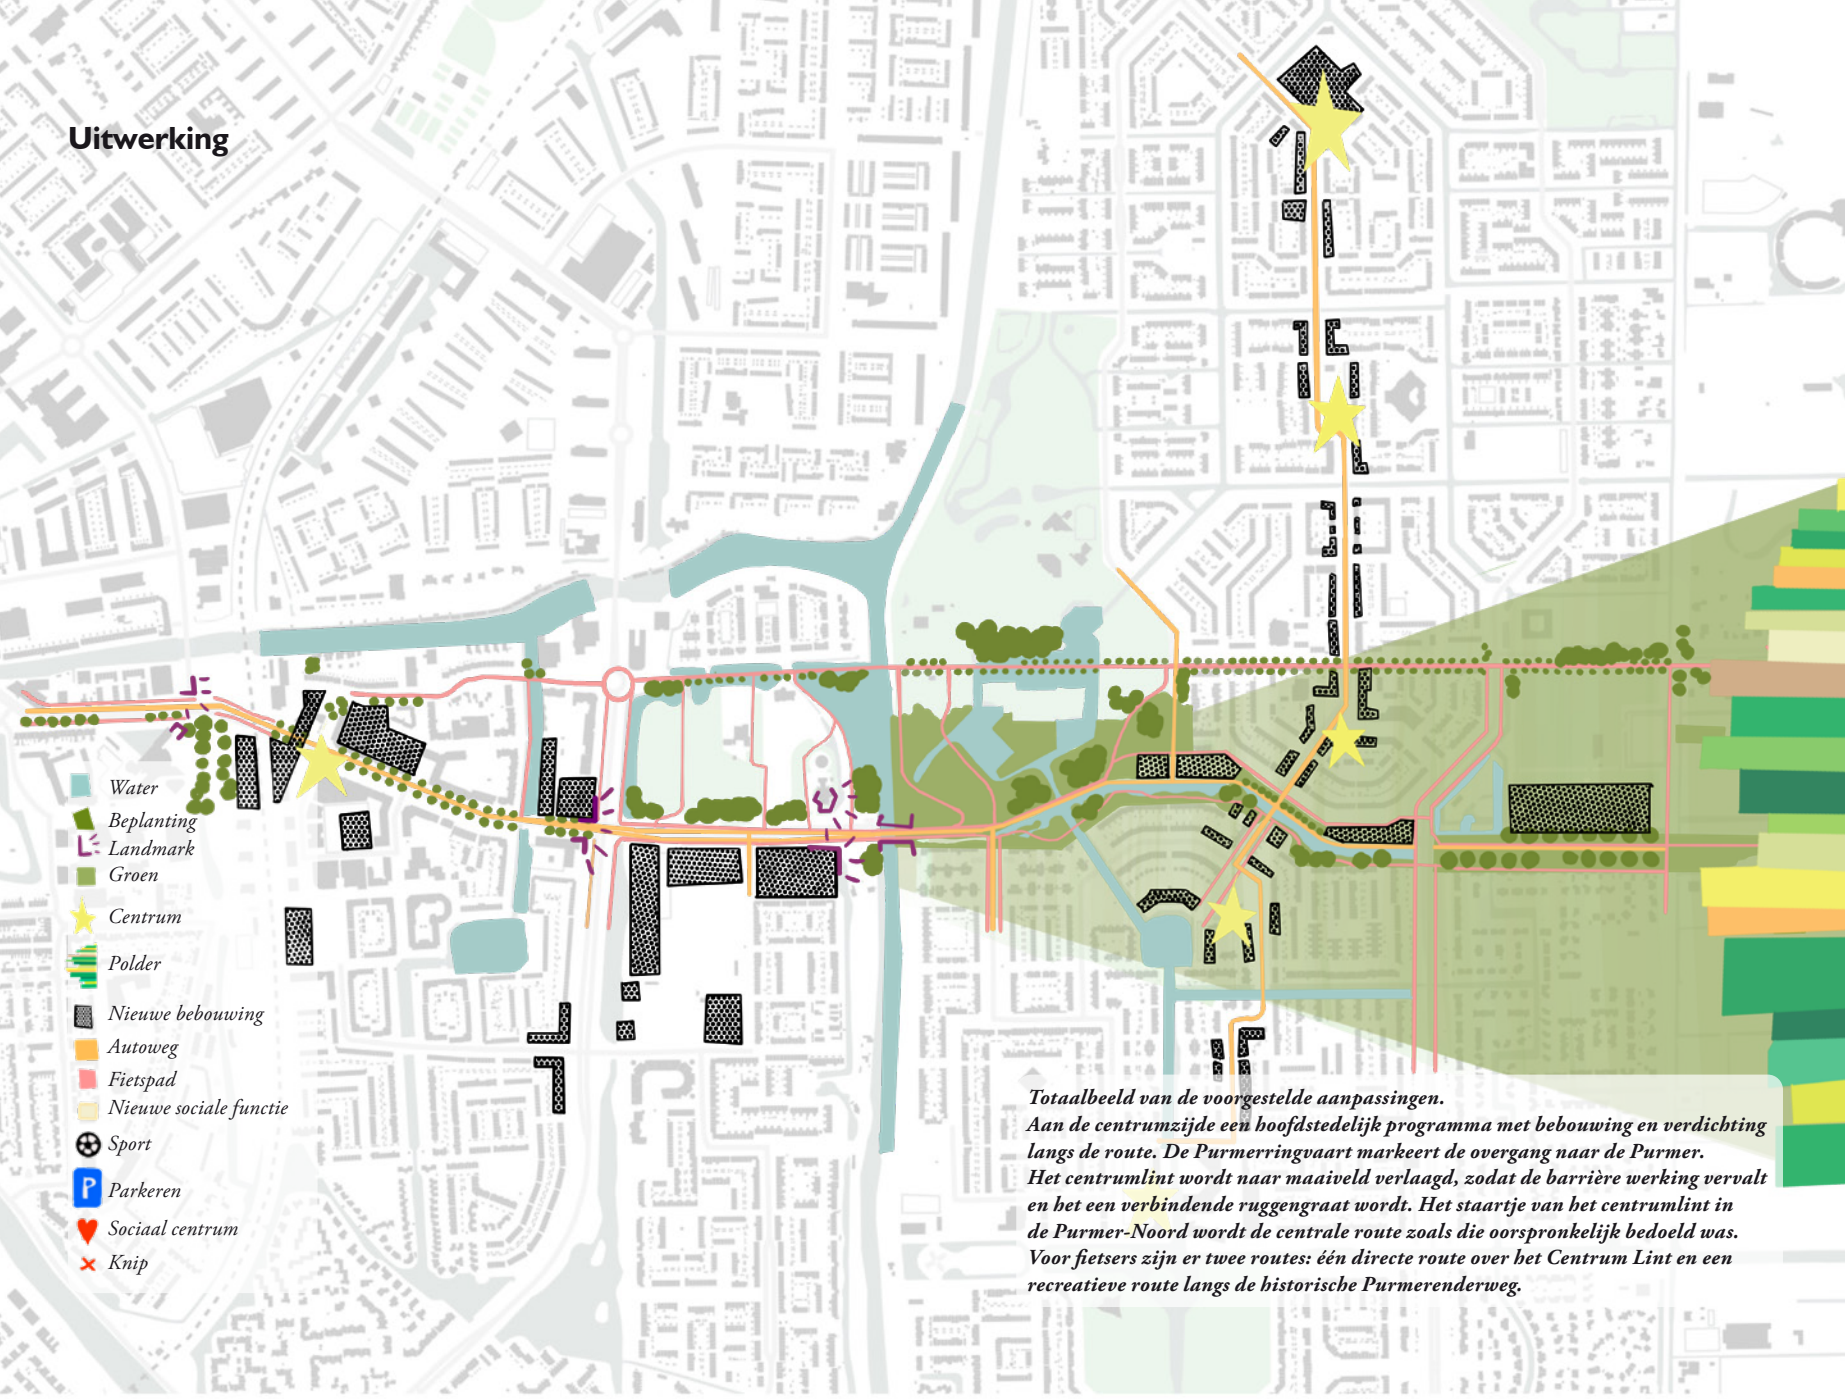 Uitwerking
Water
Beplanting
Landmark
Groen
Centrum
Polder
Nieuwe bebouwing
Autoweg
Fietspad
Nieuwe sociale functie
Sport
P Parkeren
Sociaal centrum
Knip
Totaalbeeld van de voorgestelde aanpassingen.
Aan de centrumzijde een hoofdstedelijk programma met bebouwing en verdichting
langs de route. De Purmerringvaart markeert de overgang naar de Purmer.
Het centrumlint wordt naar maaiveld verlaagd, zodat de barrière werking vervalt
en het een verbindende ruggengraat wordt. Het staartje van het centrumlint in
de Purmer-Noord wordt de centrale route zoals die oorspronkelijk bedoeld was.
Voor fietsers zijn er twee routes: één directe route over het Centrum Lint en een
recreatieve route langs de historische Purmerenderweg.